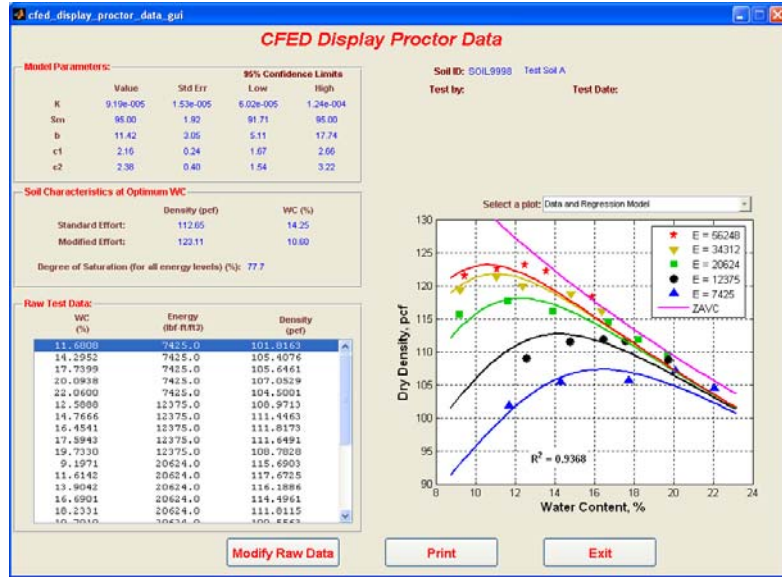 cfed_display_proctor_data_gui
CFED Display Proctor Data
Model Parameters:
95% Confidence Limits
Value Std Err Low High
K 9.19e-005 1.53e-005 6.02e-005 1.24e-004
Sm 95.00 1.92 91.71 95.00
b 11.42 3.05 5.11 17.74
c1 2.16 0.24 1.67 2.66
c2 2.38 0.40 1.54 3.22
Soil ID: SOIL9998 Test Soil A
Test by: Test Date:
Soil Characteristics at Optimum WC
Density (pcf) WC (%)
Standard Effort: 112.65 14.25
Modified Effort: 123.11 10.60
Degree of Saturation (for all energy levels) (%): 77.7
Raw Test Data:
WC (%) Energy (lbf-ft/ft3) Density (pcf)
11.6808 7425.0 101.8163
14.2952 7425.0 105.4076
17.7399 7425.0 105.6461
20.0938 7425.0 107.0529
22.0600 7425.0 104.5001
12.5888 12375.0 108.9713
14.7666 12375.0 111.4463
16.4541 12375.0 111.8173
17.5943 12375.0 111.6491
19.7330 12375.0 108.7828
9.1971 20624.0 115.6903
11.6142 20624.0 117.6725
13.9042 20624.0 116.1886
16.6901 20624.0 114.4961
18.2331 20624.0 111.8115
Select a plot: Data and Regression Model
130
125
120
115
110
105
100
95
90
Dry Density, pcf
8 10 12 14 16 18 20 22 24
Water Content, %
E = 56248
E = 34312
E = 20624
E = 12375
E = 7425
ZAVC
R² = 0.9368
Modify Raw Data
Print
Exit